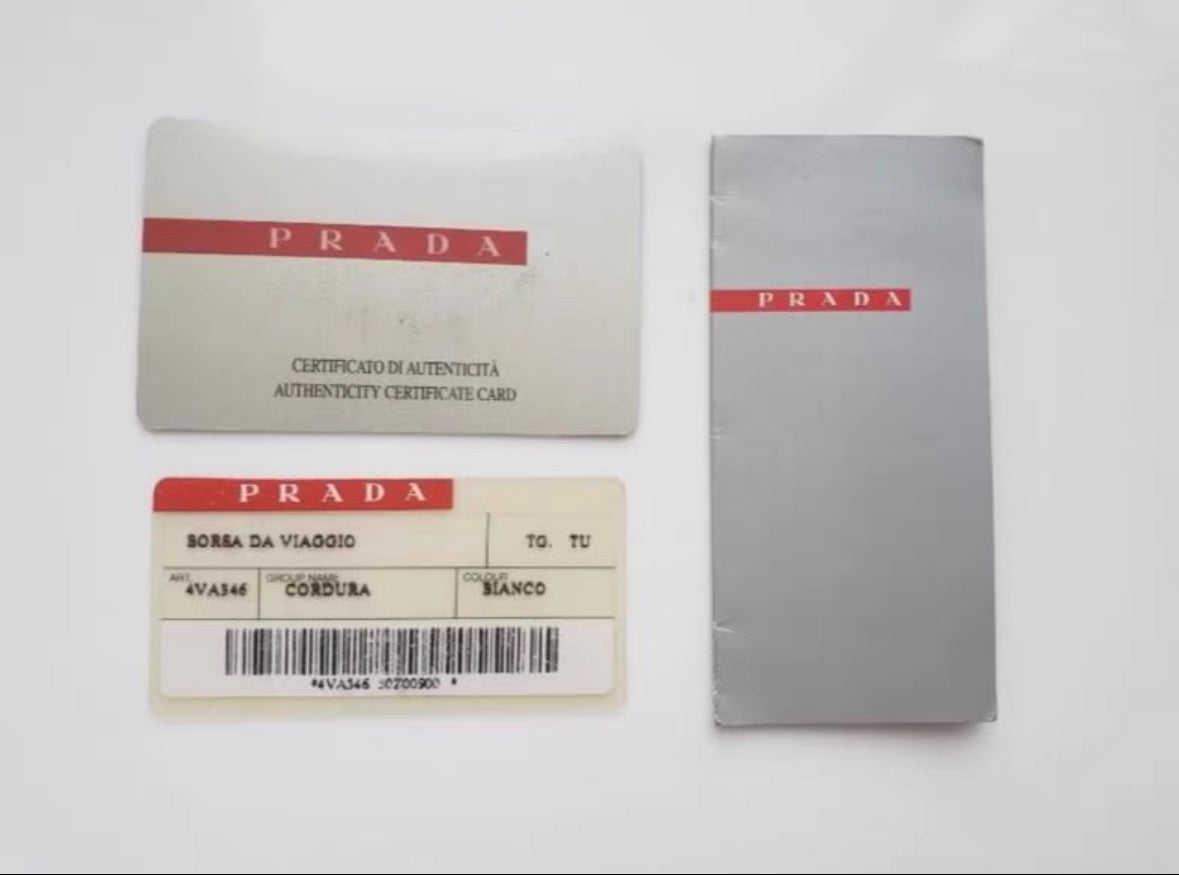 PRADA
CERTIFICATO DI AUTENTICITÀ
AUTHENTICITY CERTIFICATE CARD
PRADA
BORSA DA VIAGGIO
TG. TU
ART.
4VA346
GROUP NAME
CORDURA
COLOUR
BIANCO
*4VA346
PRADA